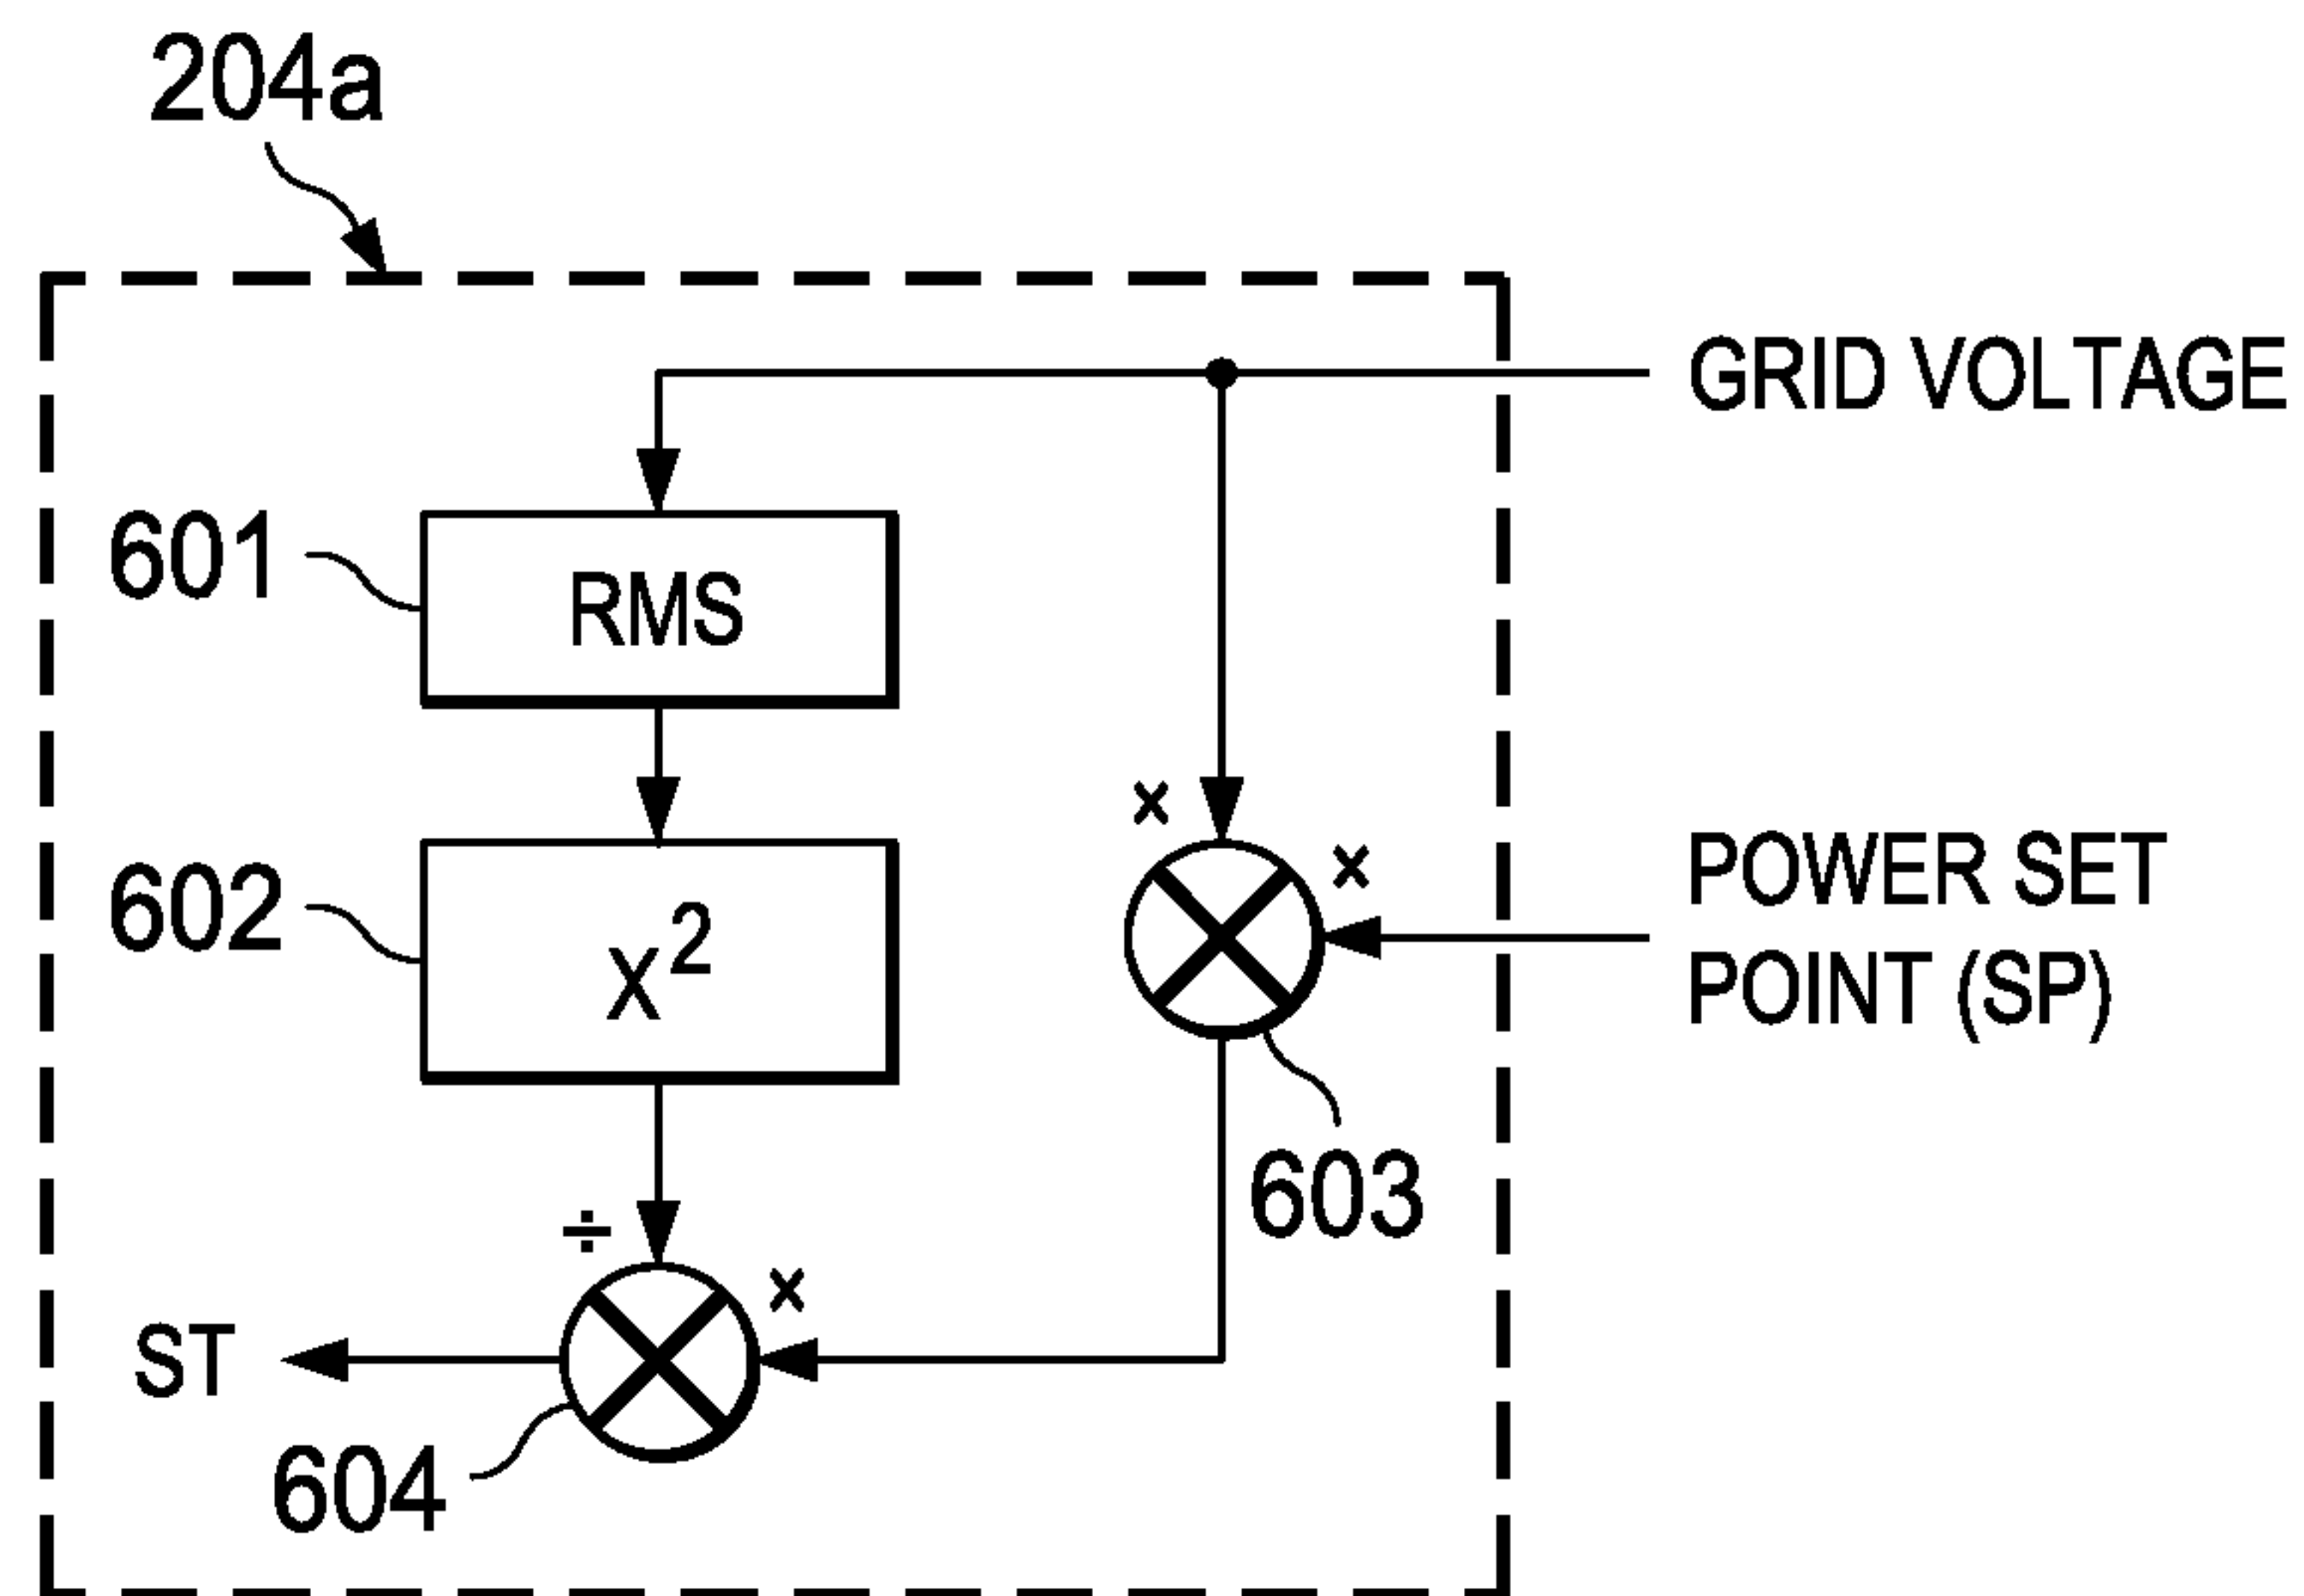 204a
GRID VOLTAGE
601
RMS
x
x
602
x²
POWER SET
POINT (SP)
603
÷
x
ST
604